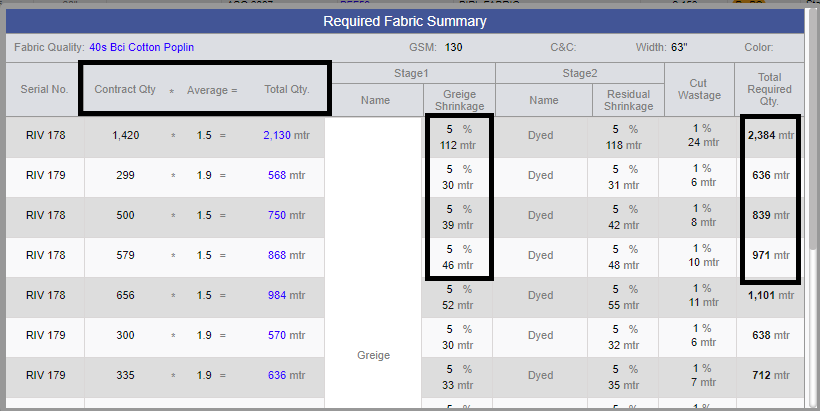 Required Fabric Summary
Fabric Quality: 40s Bci Cotton Poplin GSM: 130 C&C: Width: 63" Color:
Serial No. Contract Qty * Average = Total Qty. Stage1 Stage2 Cut Wastage Total Required Qty.
Name Greige Shrinkage Name Residual Shrinkage
RIV 178 1,420 * 1.5 = 2,130 mtr 5 % Dyed 5 % 1 % 2,384 mtr
112 mtr 118 mtr 24 mtr
RIV 179 299 * 1.9 = 568 mtr 5 % Dyed 5 % 1 % 636 mtr
30 mtr 31 mtr 6 mtr
RIV 178 500 * 1.5 = 750 mtr 5 % Dyed 5 % 1 % 839 mtr
39 mtr 42 mtr 8 mtr
RIV 178 579 * 1.5 = 868 mtr 5 % Dyed 5 % 1 % 971 mtr
46 mtr 48 mtr 10 mtr
RIV 178 656 * 1.5 = 984 mtr 5 % Dyed 5 % 1 % 1,101 mtr
52 mtr 55 mtr 11 mtr
RIV 179 300 * 1.9 = 570 mtr 5 % Dyed 5 % 1 % 638 mtr
30 mtr 32 mtr 6 mtr
Greige
RIV 179 335 * 1.9 = 636 mtr 5 % Dyed 5 % 1 % 712 mtr
33 mtr 35 mtr 7 mtr